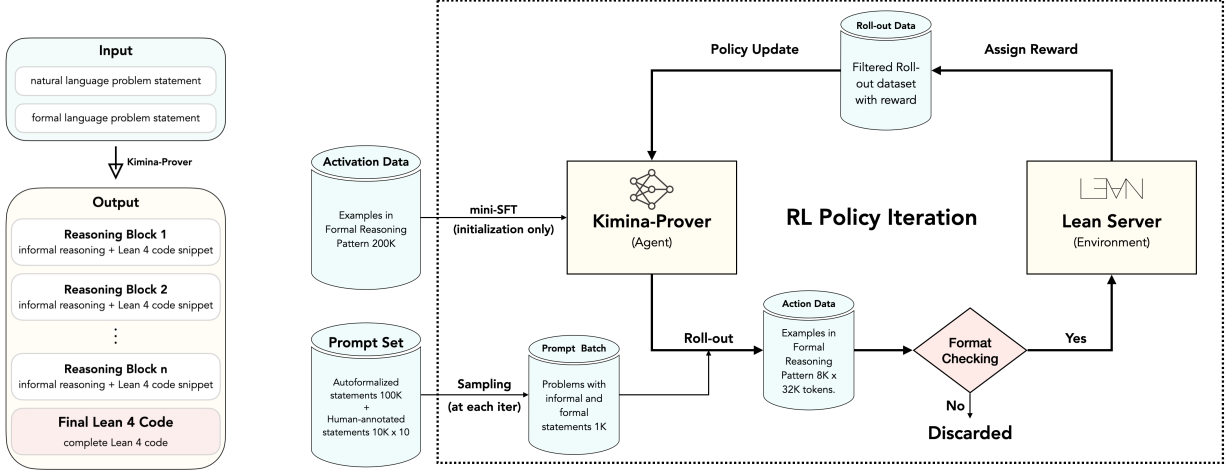 Input
natural language problem statement
formal language problem statement
Kimina-Prover
Output
Reasoning Block 1
informal reasoning + Lean 4 code snippet
Reasoning Block 2
informal reasoning + Lean 4 code snippet
⋮
Reasoning Block n
informal reasoning + Lean 4 code snippet
Final Lean 4 Code
complete Lean 4 code
Activation Data
Examples in
Formal Reasoning
Pattern 200K
mini-SFT
(initialization only)
Prompt Set
Autoformalized
statements 100K
+
Human-annotated
statements 10K x 10
Sampling
(at each iter)
Prompt Batch
Problems with
informal and
formal
statements 1K
Policy Update
Roll-out Data
Filtered Roll-
out dataset
with reward
Assign Reward
Kimina-Prover
(Agent)
RL Policy Iteration
L∃∀N
Lean Server
(Environment)
Roll-out
Action Data
Examples in
Formal
Reasoning
Pattern 8K x
32K tokens.
Format
Checking
Yes
No
Discarded